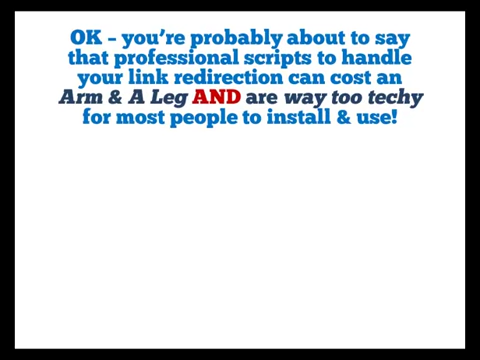 OK – you're probably about to say
that professional scripts to handle
your link redirection can cost an
Arm & A Leg AND are way too techy
for most people to install & use!